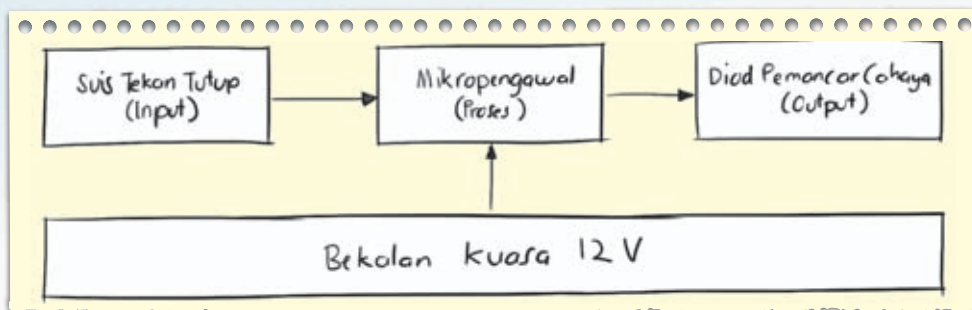 Suis Tekan Tutup
(Input)
Mikropengawal
(Proses)
Diod Pemancar Cahaya
(Output)
Bekalan kuasa 12 V